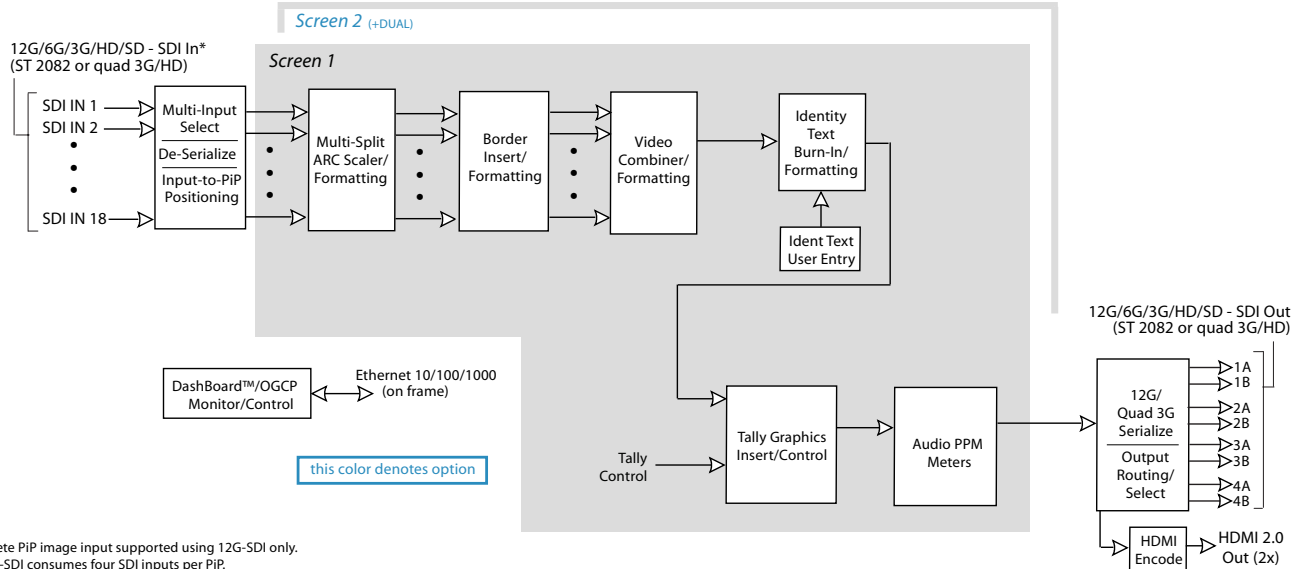 Screen 2 (+DUAL)
12G/6G/3G/HD/SD - SDI In*
(ST 2082 or quad 3G/HD)
Screen 1
SDI IN 1
SDI IN 2
SDI IN 18
Multi-Input
Select
De-Serialize
Input-to-PiP
Positioning
Multi-Split
ARC Scaler/
Formatting
Border
Insert/
Formatting
Video
Combiner/
Formatting
Identity
Text
Burn-In/
Formatting
Ident Text
User Entry
12G/6G/3G/HD/SD - SDI Out
(ST 2082 or quad 3G/HD)
DashBoard™/OGCP
Monitor/Control
Ethernet 10/100/1000
(on frame)
this color denotes option
Tally
Control
Tally Graphics
Insert/Control
Audio PPM
Meters
12G/
Quad 3G
Serialize
Output
Routing/
Select
1A
1B
2A
2B
3A
3B
4A
4B
HDMI
Encode
HDMI 2.0
Out (2x)
PiP image input supported using 12G-SDI only.
-SDI consumes four SDI inputs per PiP.